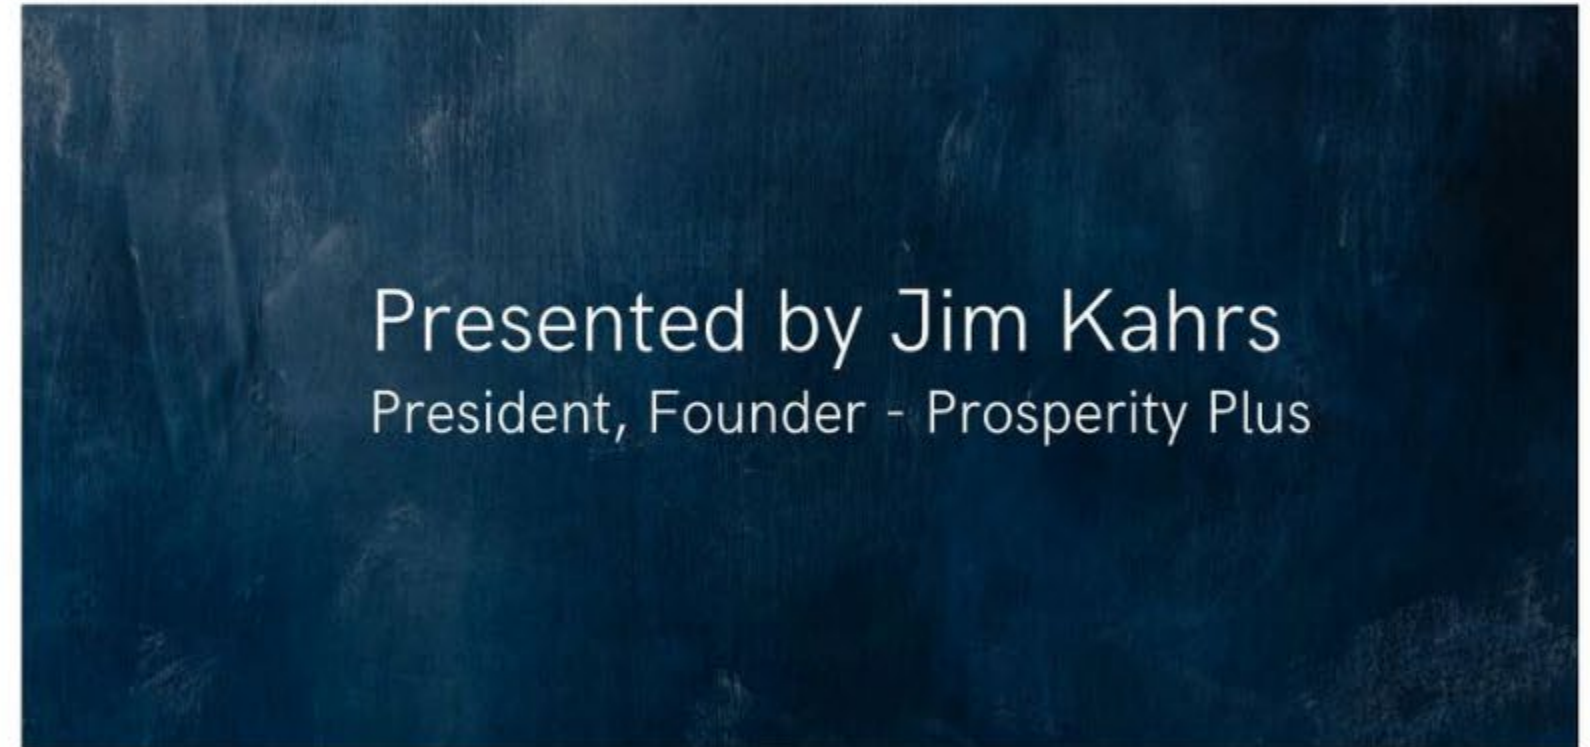 Presented by Jim Kahrs
President, Founder - Prosperity Plus